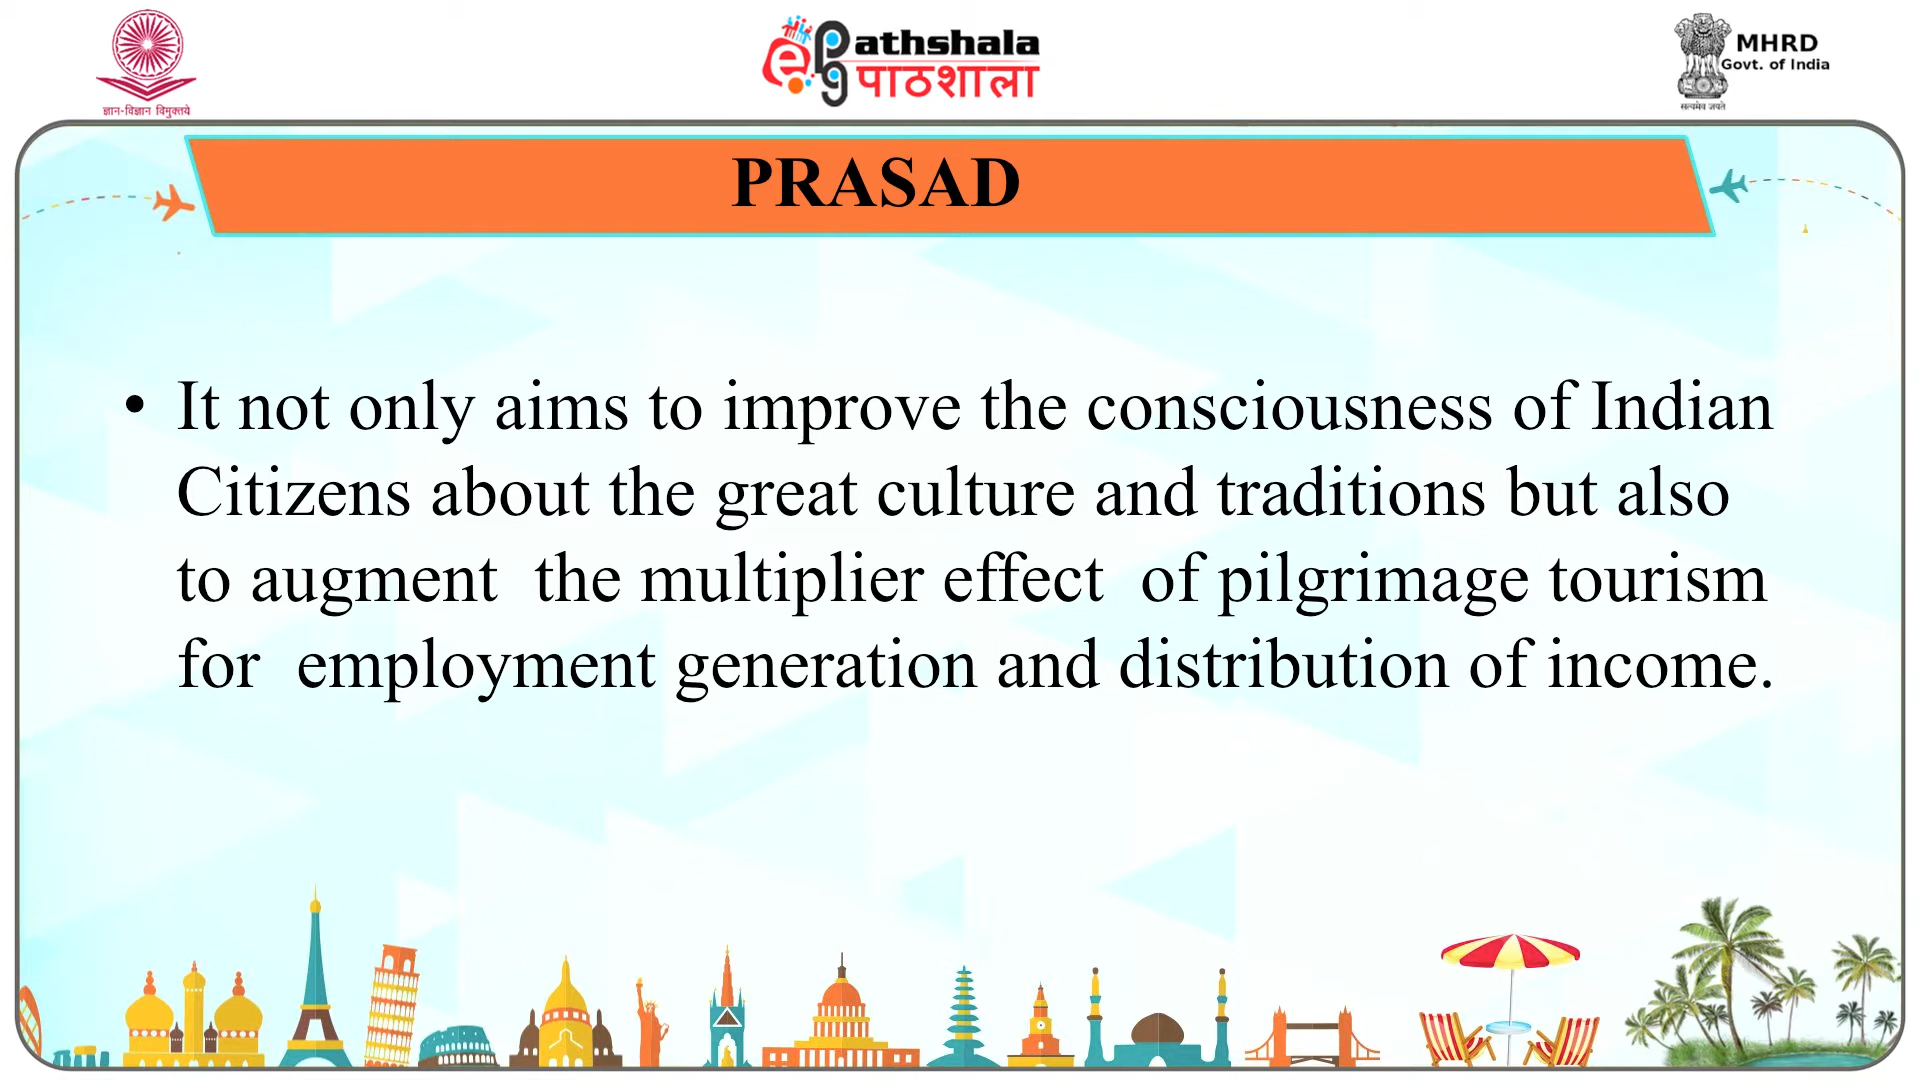 ज्ञान-विज्ञान विमुक्तये
ePg Pathshala
पाठशाला
MHRD
Govt. of India
सत्यमेव जयते
PRASAD
• It not only aims to improve the consciousness of Indian
Citizens about the great culture and traditions but also
to augment  the multiplier effect  of pilgrimage tourism
for  employment generation and distribution of income.